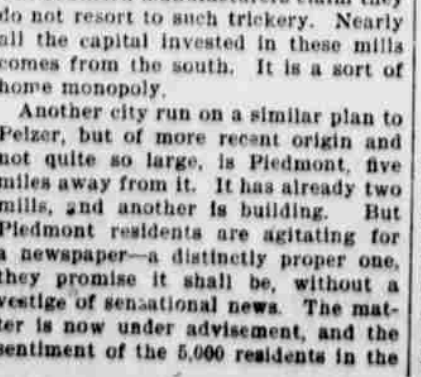 do not resort to such trickery. Nearly
all the capital invested in these mills
comes from the south. It is a sort of
home monopoly.
Another city run on a similar plan to
Pelzer, but of more recent origin and
not quite so large, is Piedmont, five
miles away from it. It has already two
mills, and another is building. But
Piedmont residents are agitating for
a newspaper—a distinctly proper one,
they promise it shall be, without a
vestige of sensational news. The mat-
ter is now under advisement, and the
sentiment of the 5,000 residents in the